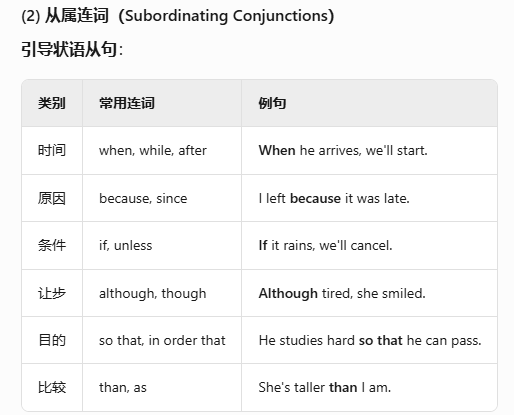 (2) 从属连词（Subordinating Conjunctions）
引导状语从句：
类别 常用连词 例句
时间 when, while, after When he arrives, we'll start.
原因 because, since I left because it was late.
条件 if, unless If it rains, we'll cancel.
让步 although, though Although tired, she smiled.
目的 so that, in order that He studies hard so that he can pass.
比较 than, as She's taller than I am.